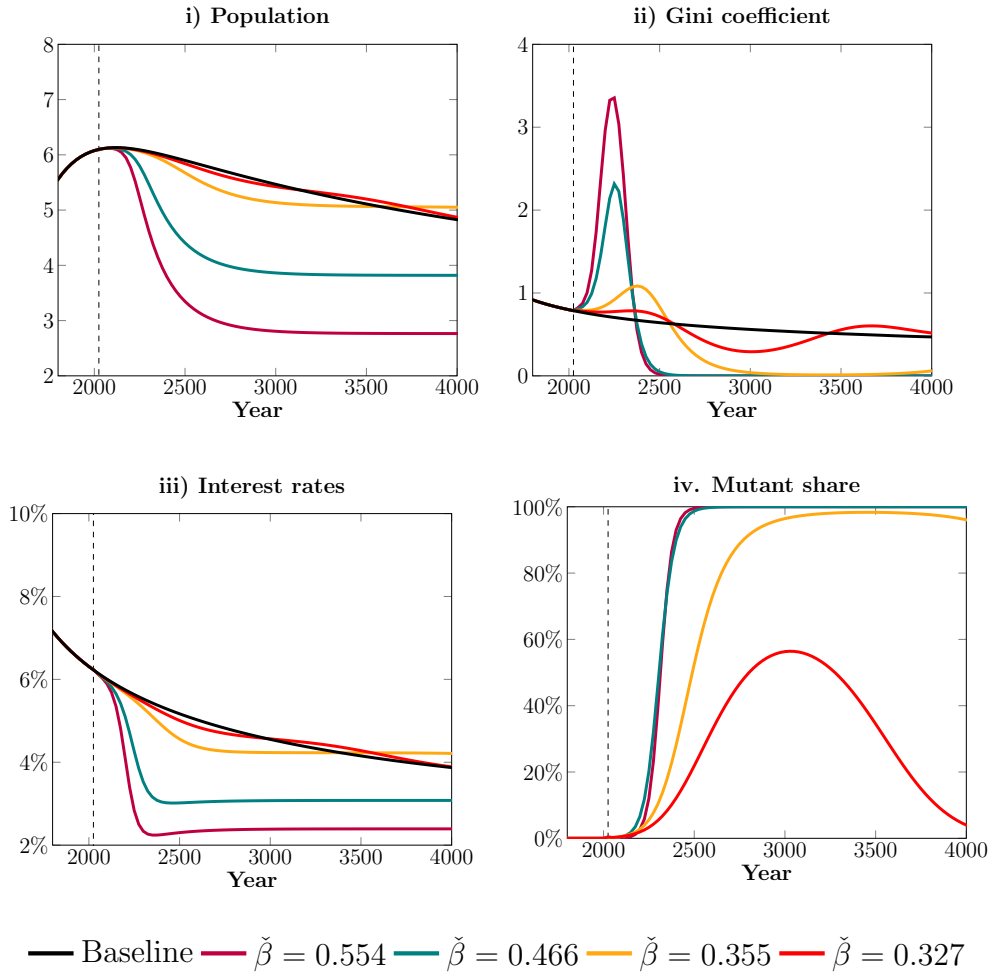 i) Population
8
7
6
5
4
3
2
2000 2500 3000 3500 4000
Year
ii) Gini coefficient
4
3
2
1
0
2000 2500 3000 3500 4000
Year
iii) Interest rates
10%
8%
6%
4%
2%
2000 2500 3000 3500 4000
Year
iv. Mutant share
100%
80%
60%
40%
20%
0%
2000 2500 3000 3500 4000
Year
Baseline β̌ = 0.554 β̌ = 0.466 β̌ = 0.355 β̌ = 0.327